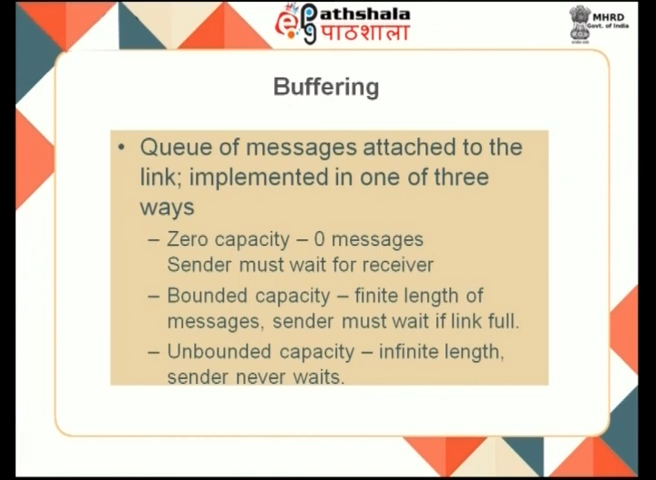 Pathshala
पाठशाला
MHRD
Govt. of India
Buffering
• Queue of messages attached to the
link; implemented in one of three
ways
– Zero capacity – 0 messages
Sender must wait for receiver
– Bounded capacity – finite length of
messages, sender must wait if link full.
– Unbounded capacity – infinite length,
sender never waits.